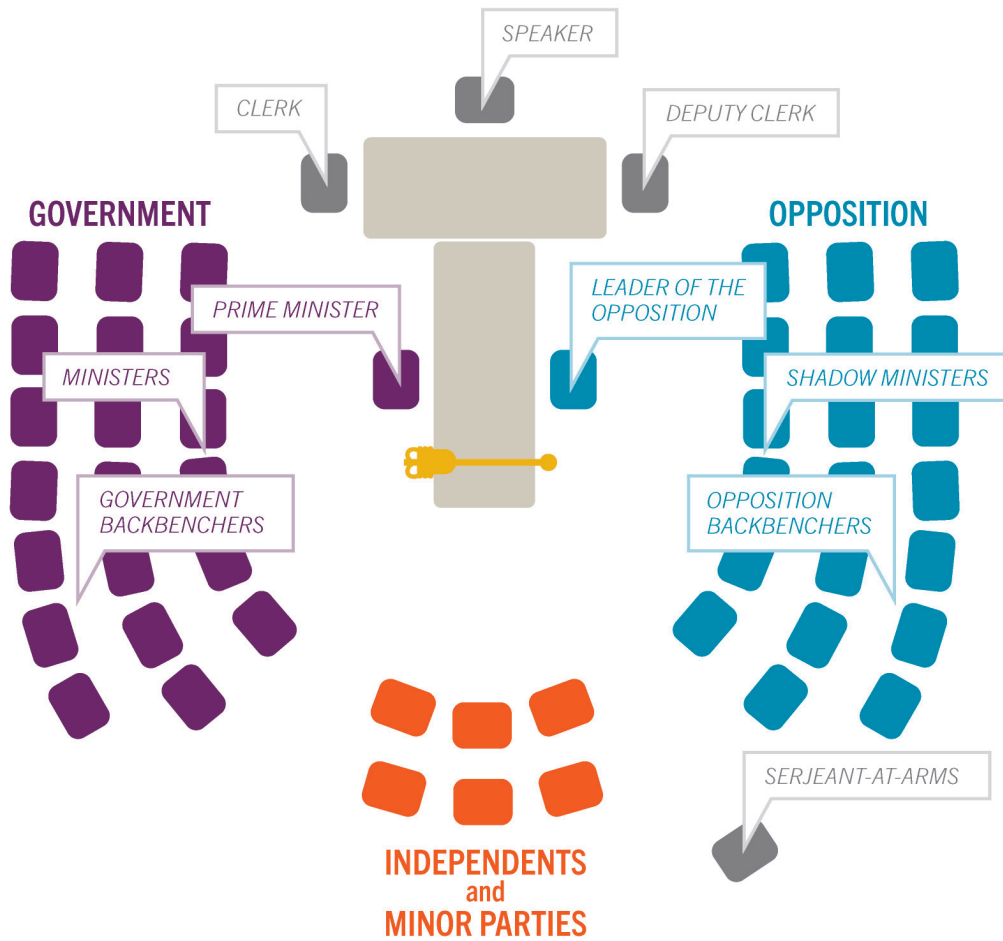 SPEAKER
CLERK
DEPUTY CLERK
GOVERNMENT
OPPOSITION
PRIME MINISTER
LEADER OF THE
OPPOSITION
MINISTERS
SHADOW MINISTERS
GOVERNMENT
BACKBENCHERS
OPPOSITION
BACKBENCHERS
SERJEANT-AT-ARMS
INDEPENDENTS
and
MINOR PARTIES